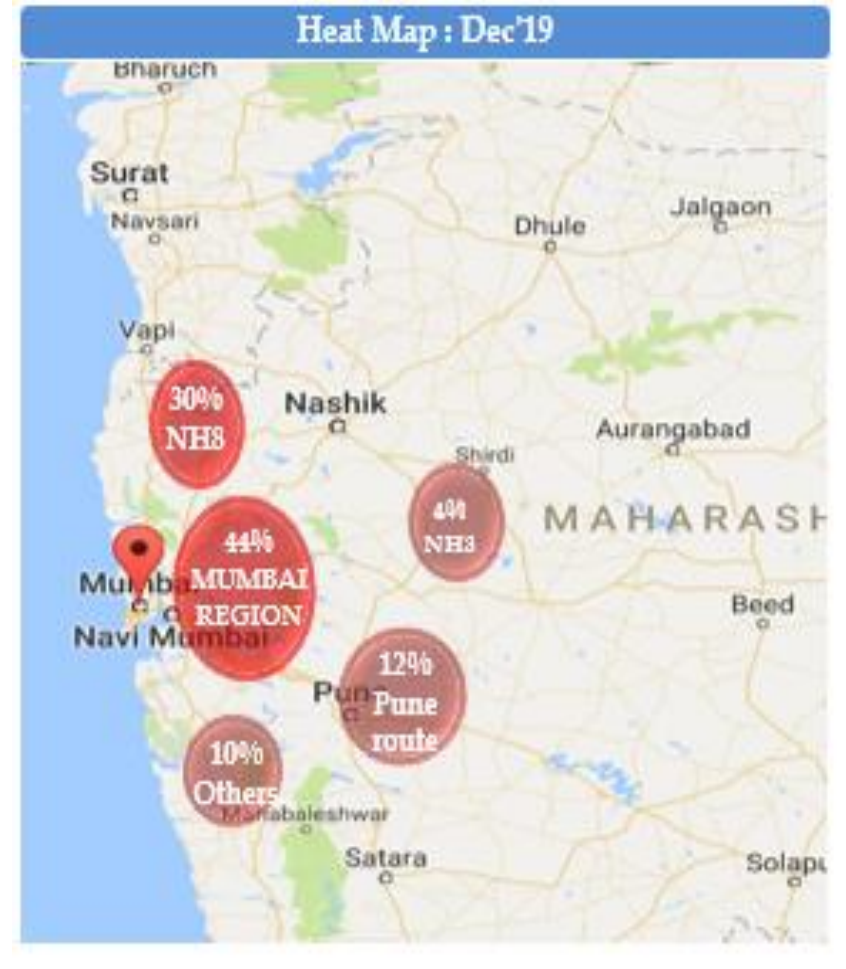 Heat Map : Dec'19
Bharuch
Surat
Navsari
Dhule
Jalgaon
Vapi
30%
NH8
Nashik
Aurangabad
Shirdi
4%
NH3
MAHARASH
44%
MUMBAI
REGION
Mumba
Navi Mumbai
Beed
12%
Pune
route
Pun
10%
Others
Mahabaleshwar
Satara
Solapu